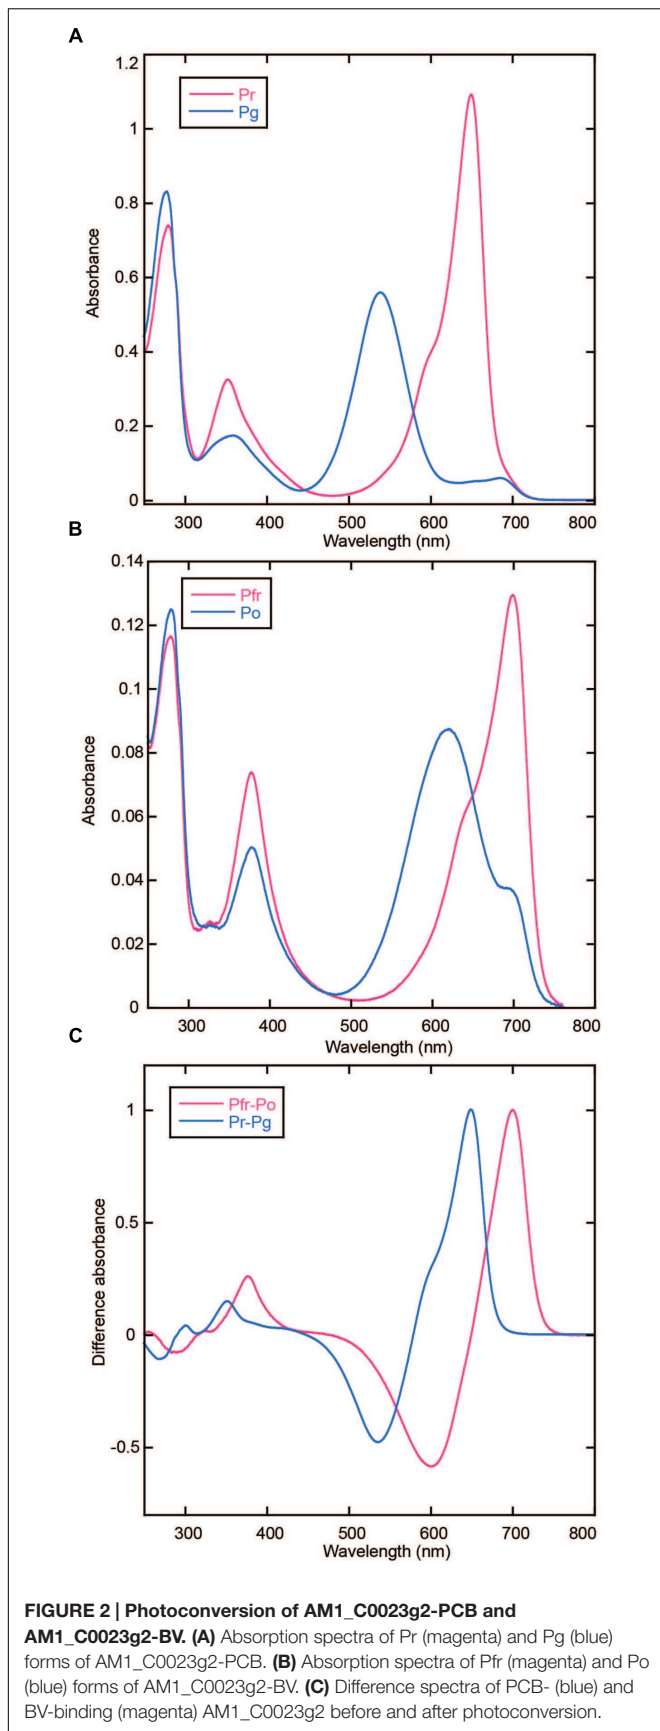 A
1.2
1
0.8
0.6
0.4
0.2
0
Absorbance
Pr
Pg
300 400 500 600 700 800
Wavelength (nm)
B
0.14
0.12
0.1
0.08
0.06
0.04
0.02
0
Absorbance
Pfr
Po
300 400 500 600 700 800
Wavelength (nm)
C
1
0.5
0
-0.5
Difference absorbance
Pfr-Po
Pr-Pg
300 400 500 600 700 800
Wavelength (nm)
FIGURE 2 | Photoconversion of AM1_C0023g2-PCB and
AM1_C0023g2-BV. (A) Absorption spectra of Pr (magenta) and Pg (blue)
forms of AM1_C0023g2-PCB. (B) Absorption spectra of Pfr (magenta) and Po
(blue) forms of AM1_C0023g2-BV. (C) Difference spectra of PCB- (blue) and
BV-binding (magenta) AM1_C0023g2 before and after photoconversion.